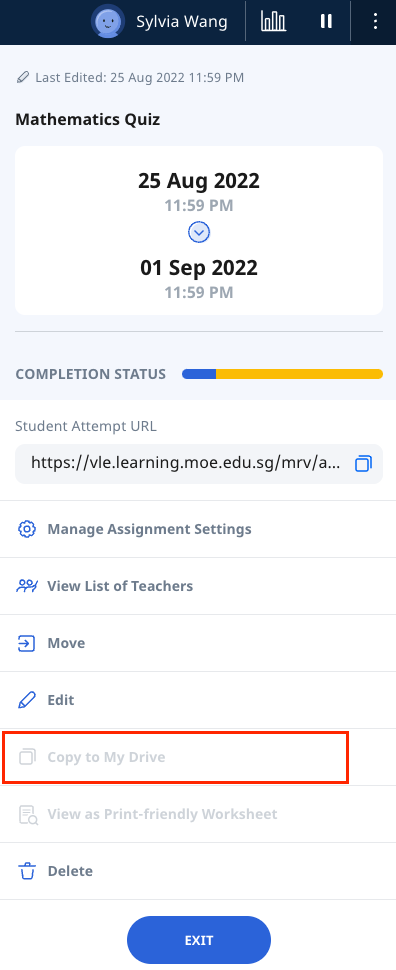 Sylvia Wang
Last Edited: 25 Aug 2022 11:59 PM
Mathematics Quiz
25 Aug 2022
11:59 PM
01 Sep 2022
11:59 PM
COMPLETION STATUS
Student Attempt URL
https://vle.learning.moe.edu.sg/mrv/a...
Manage Assignment Settings
View List of Teachers
Move
Edit
Copy to My Drive
View as Print-friendly Worksheet
Delete
EXIT